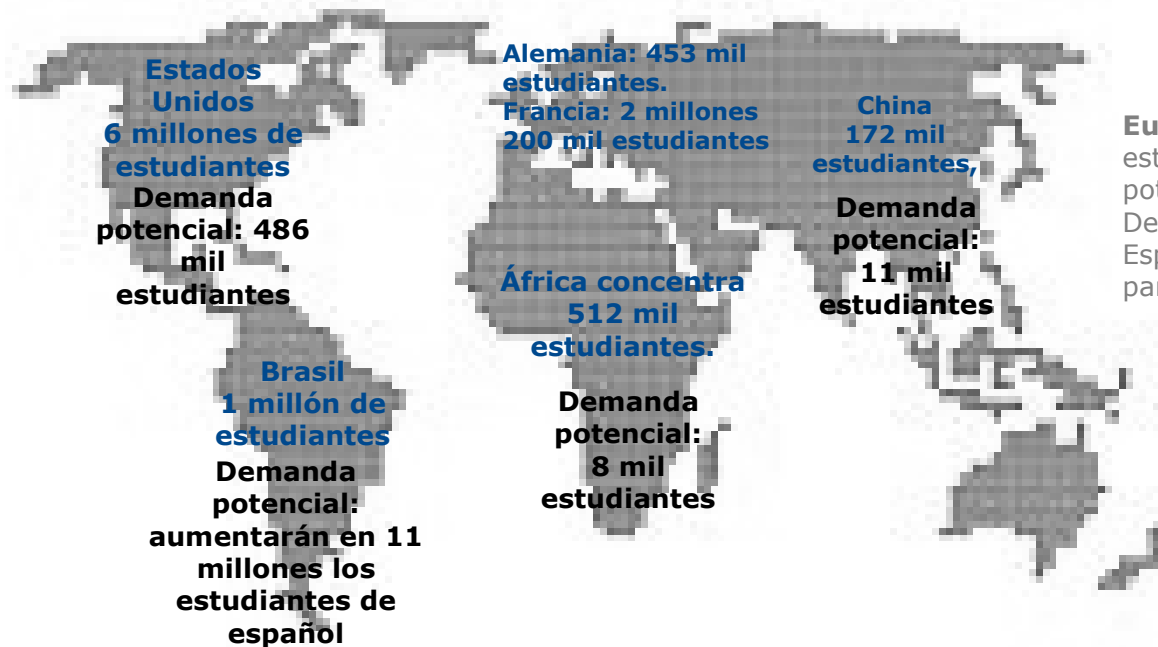 Estados
Unidos
6 millones de
estudiantes
Demanda
potencial: 486
mil
estudiantes
Alemania: 453 mil
estudiantes.
Francia: 2 millones
200 mil estudiantes
China
172 mil
estudiantes,
Demanda
potencial:
11 mil
estudiantes
África concentra
512 mil
estudiantes.
Demanda
potencial:
8 mil
estudiantes
Brasil
1 millón de
estudiantes
Demanda
potencial:
aumentarán en 11
millones los
estudiantes de
español